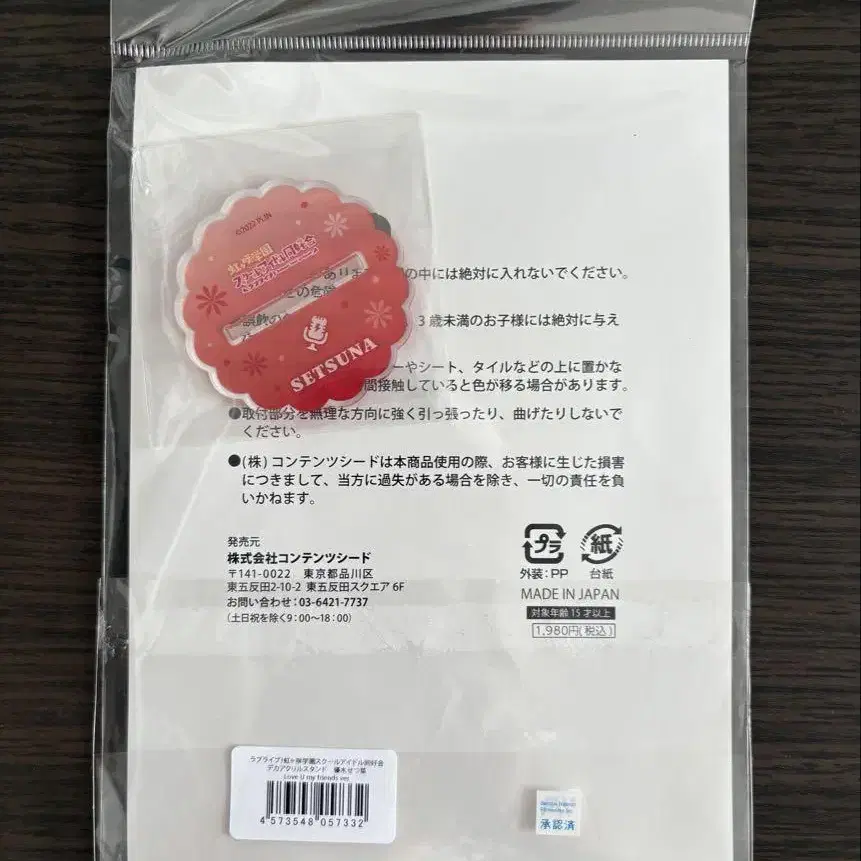 ©2022 PLIN
虹ヶ咲学園
スクールアイドル同好会
SETSUNA
の中には絶対に入れないでください。
の危険
誤飲の
3歳未満のお子様には絶対に与え
ーやシート、タイルなどの上に置かな
間接触していると色が移る場合があります。
●取付部分を無理な方向に強く引っ張ったり、曲げたりしないで
ください。
●(株)コンテンツシードは本商品使用の際、お客様に生じた損害
につきまして、当方に過失がある場合を除き、一切の責任を負
いかねます。
発売元
株式会社コンテンツシード
〒141-0022 東京都品川区
東五反田2-10-2 東五反田スクエア 6F
お問い合わせ:03-6421-7737
(土日祝を除く9:00~18:00)
プラ 紙
外装:PP 台紙
MADE IN JAPAN
対象年齢15才以上
1,980円(税込)
ラブライブ!虹ヶ咲学園スクールアイドル同好会
デカアクリルスタンド 優木せつ菜
Love U my friends ver.
4 573548 057332
承認済